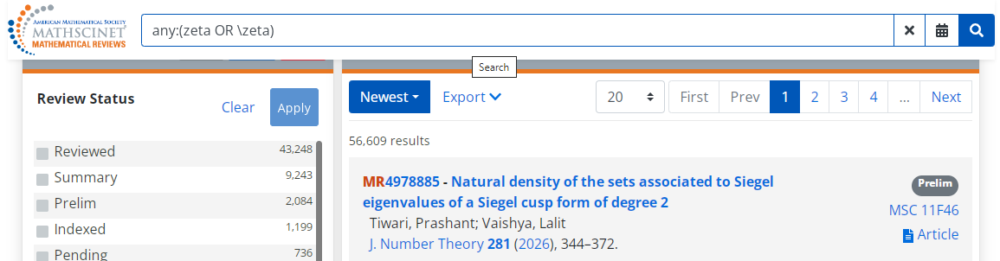 AMERICAN MATHEMATICAL SOCIETY
MATHSCINET
MATHEMATICAL REVIEWS
any:(zeta OR \zeta)
Search
Review Status
Clear
Apply
Reviewed 43,248
Summary 9,243
Prelim 2,084
Indexed 1,199
Pending 736
Newest
Export
20
First Prev 1 2 3 4 ... Next
56,609 results
MR4978885 - Natural density of the sets associated to Siegel
eigenvalues of a Siegel cusp form of degree 2
Tiwari, Prashant; Vaishya, Lalit
J. Number Theory 281 (2026), 344–372.
Prelim
MSC 11F46
Article